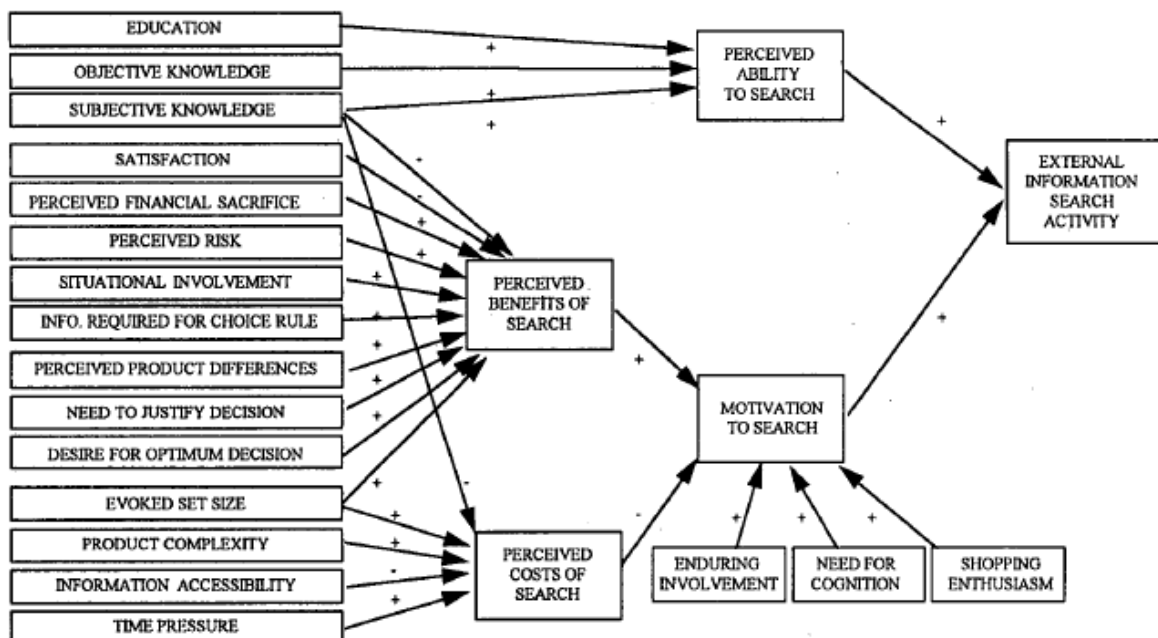 EDUCATION
OBJECTIVE KNOWLEDGE
SUBJECTIVE KNOWLEDGE
SATISFACTION
PERCEIVED FINANCIAL SACRIFICE
PERCEIVED RISK
SITUATIONAL INVOLVEMENT
INFO. REQUIRED FOR CHOICE RULE
PERCEIVED PRODUCT DIFFERENCES
NEED TO JUSTIFY DECISION
DESIRE FOR OPTIMUM DECISION
EVOKED SET SIZE
PRODUCT COMPLEXITY
INFORMATION ACCESSIBILITY
TIME PRESSURE
+
+
+
-
-
+
+
+
+
+
+
+
+
-
+
+
-
+
PERCEIVED
ABILITY
TO SEARCH
PERCEIVED
BENEFITS OF
SEARCH
PERCEIVED
COSTS OF
SEARCH
+
-
+
+
MOTIVATION
TO SEARCH
+
+
+
ENDURING
INVOLVEMENT
NEED FOR
COGNITION
SHOPPING
ENTHUSIASM
EXTERNAL
INFORMATION
SEARCH
ACTIVITY